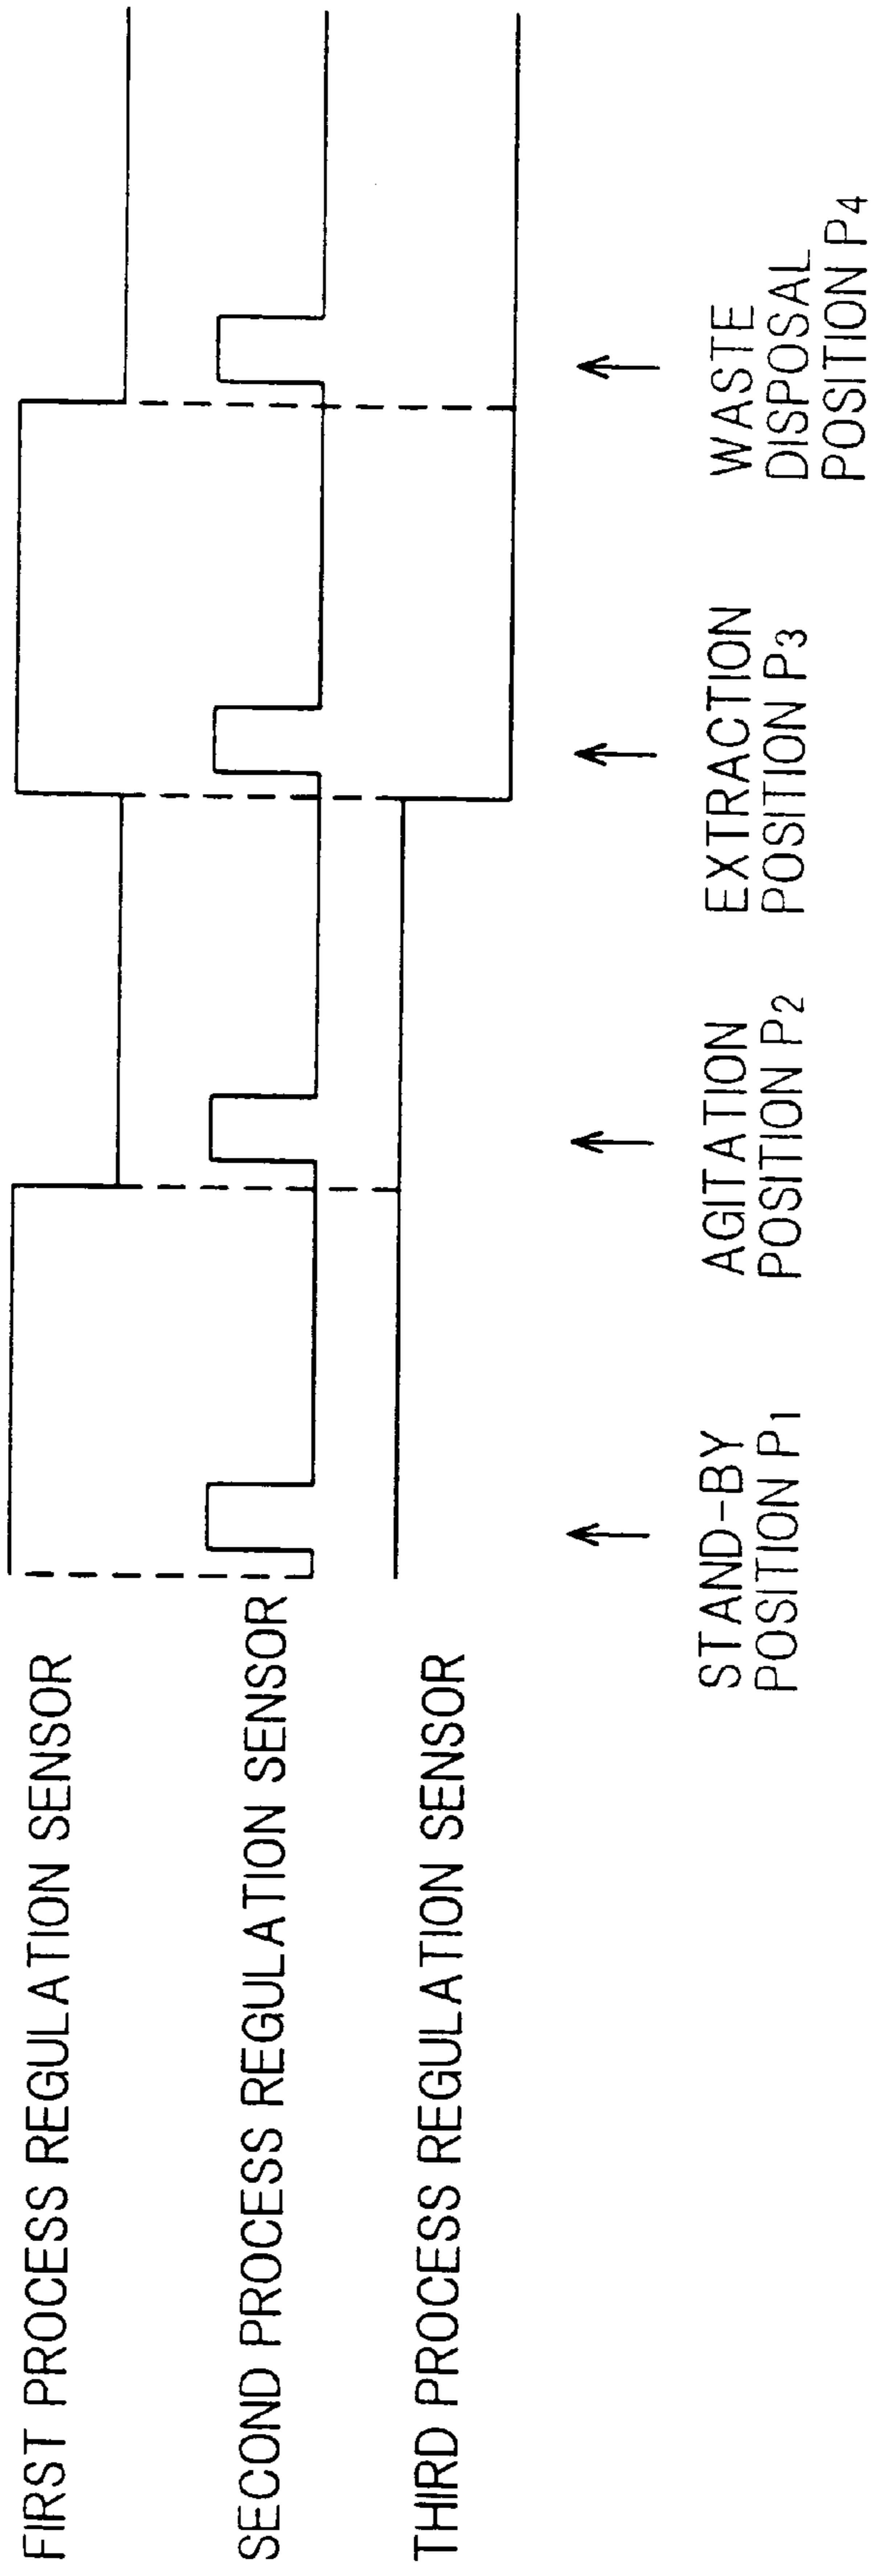 FIRST PROCESS REGULATION SENSOR
SECOND PROCESS REGULATION SENSOR
THIRD PROCESS REGULATION SENSOR
STAND-BY
POSITION P1
AGITATION
POSITION P2
EXTRACTION
POSITION P3
WASTE
DISPOSAL
POSITION P4